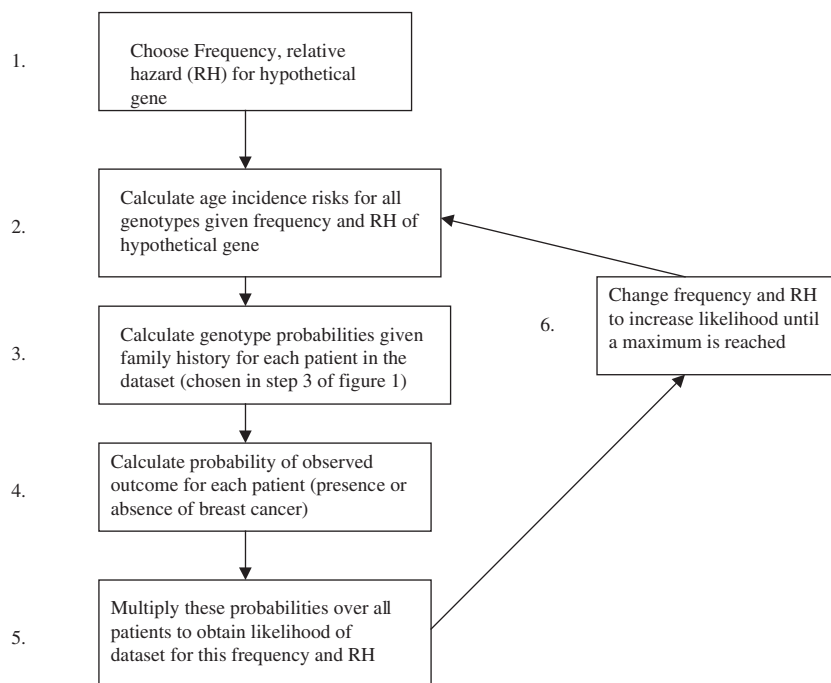 1.
Choose Frequency, relative
hazard (RH) for hypothetical
gene
2.
Calculate age incidence risks for all
genotypes given frequency and RH of
hypothetical gene
3.
Calculate genotype probabilities given
family history for each patient in the
dataset (chosen in step 3 of figure 1)
4.
Calculate probability of observed
outcome for each patient (presence or
absence of breast cancer)
5.
Multiply these probabilities over all
patients to obtain likelihood of
dataset for this frequency and RH
6.
Change frequency and RH
to increase likelihood until
a maximum is reached